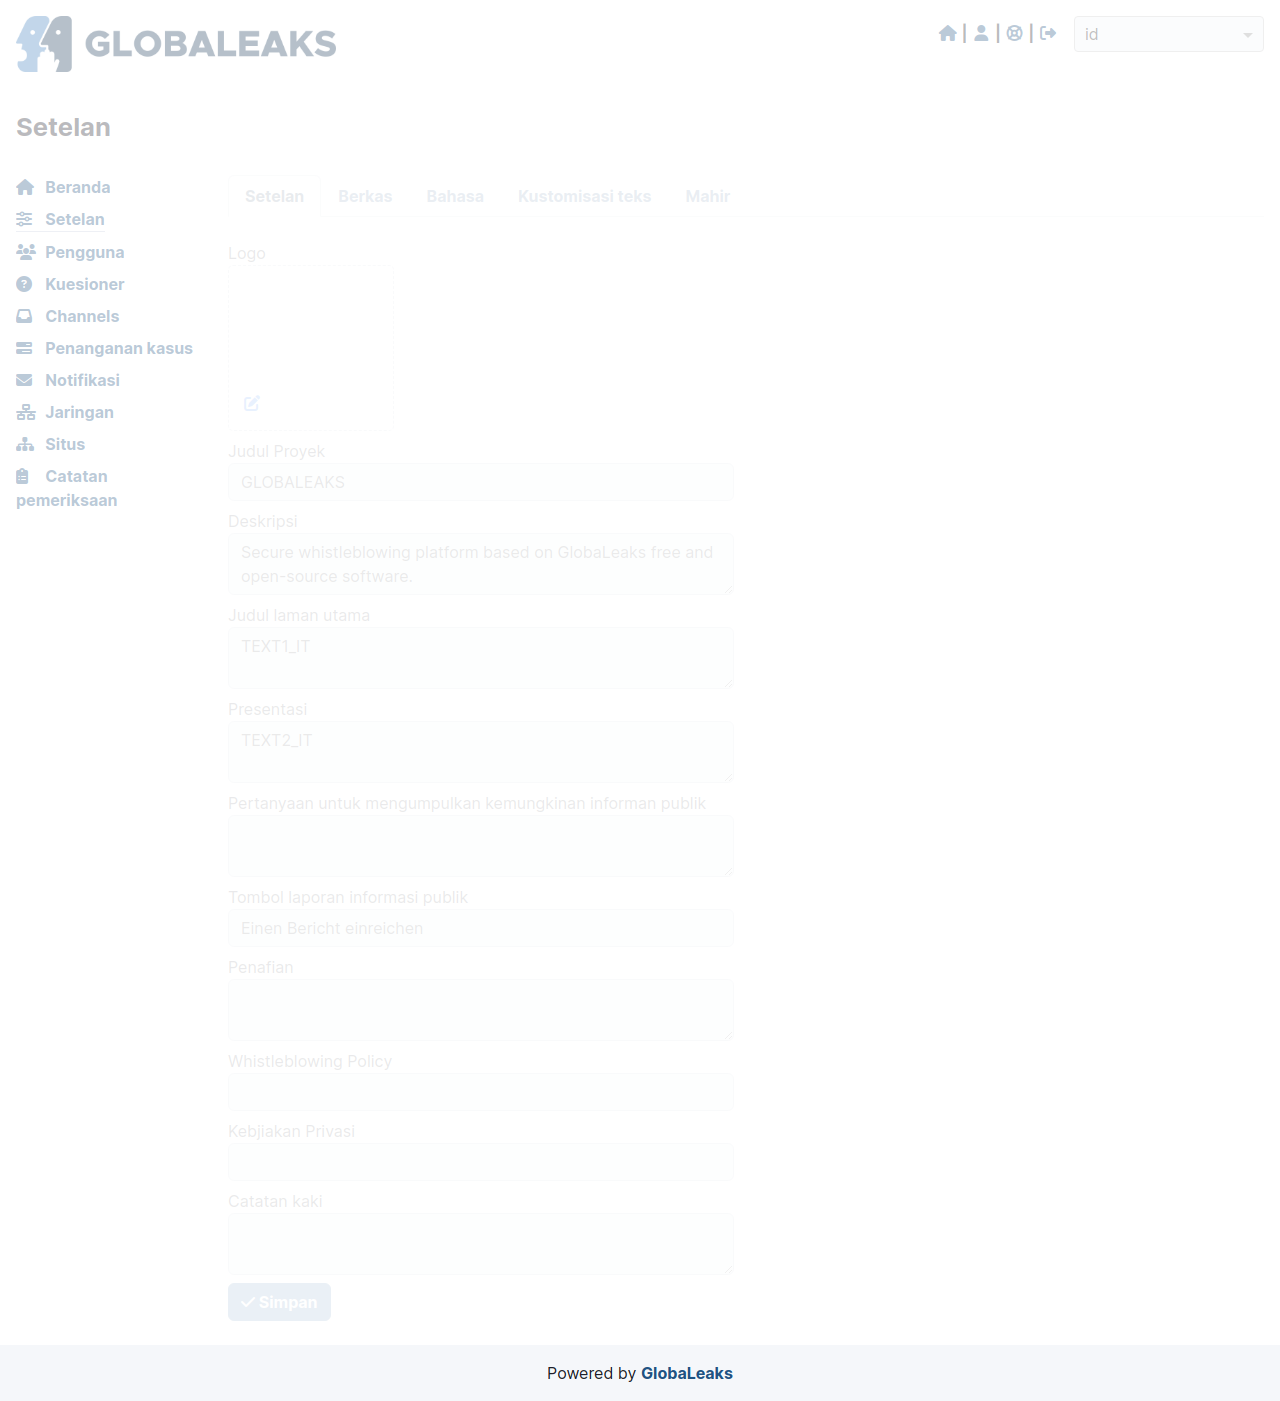 GLOBALEAKS
id
Setelan
Beranda
Setelan
Pengguna
Kuesioner
Channels
Penanganan kasus
Notifikasi
Jaringan
Situs
Catatan
pemeriksaan
Setelan Berkas Bahasa Kustomisasi teks Mahir
Logo
Judul Proyek
GLOBALEAKS
Deskripsi
Secure whistleblowing platform based on GlobaLeaks free and
open-source software.
Judul laman utama
TEXT1_IT
Presentasi
TEXT2_IT
Pertanyaan untuk mengumpulkan kemungkinan informan publik
Tombol laporan informasi publik
Einen Bericht einreichen
Penafian
Whistleblowing Policy
Kebjiakan Privasi
Catatan kaki
Simpan
Powered by GlobaLeaks